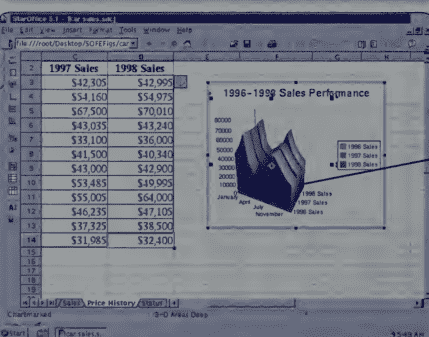 StarOffice 5.1 - [car sales.sdc]
File Edit View Insert Format Tools Window Help
file:///root/Desktop/SOFEFigs/car
2 1997 Sales 1998 Sales
3 $42,305 $42,995
4 $54,160 $54,975
5 $67,500 $70,010
6 $43,035 $43,240
7 $33,100 $36,000
8 $41,500 $40,340
9 $43,000 $42,900
10 $53,485 $49,995
11 $55,005 $64,000
12 $46,235 $47,105
13 $37,325 $38,500
14 $31,985 $32,400
15
16
17
18
19
1996-1998 Sales Performance
80000
70000
60000
50000
40000
30000
20000
10000
0
January
April
July
November
1996 Sales
1997 Sales
1998 Sales
1996 Sales
1997 Sales
1998 Sales
Sales Price History Status
Chart marked 3-D Areas Deep
Start car sales.s